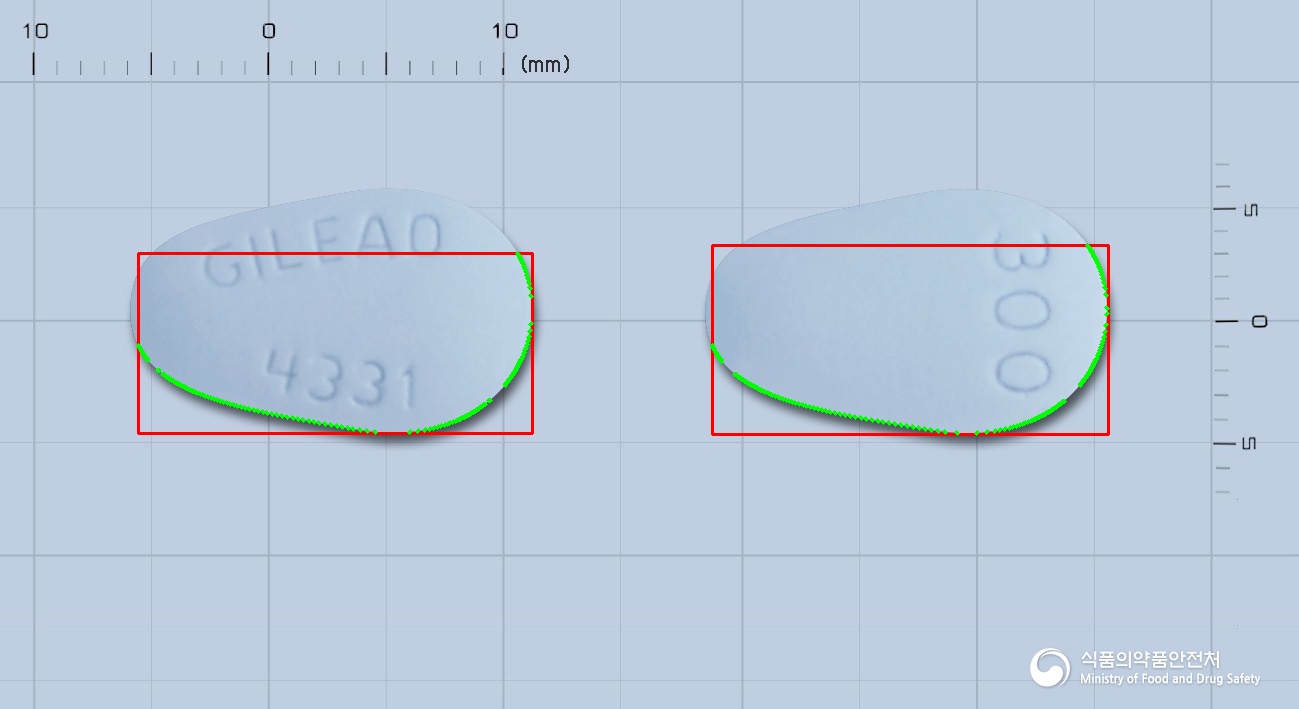 10 0 10 (mm)
GILEAD
4331
300
5
0
5
식품의약품안전처
Ministry of Food and Drug Safety